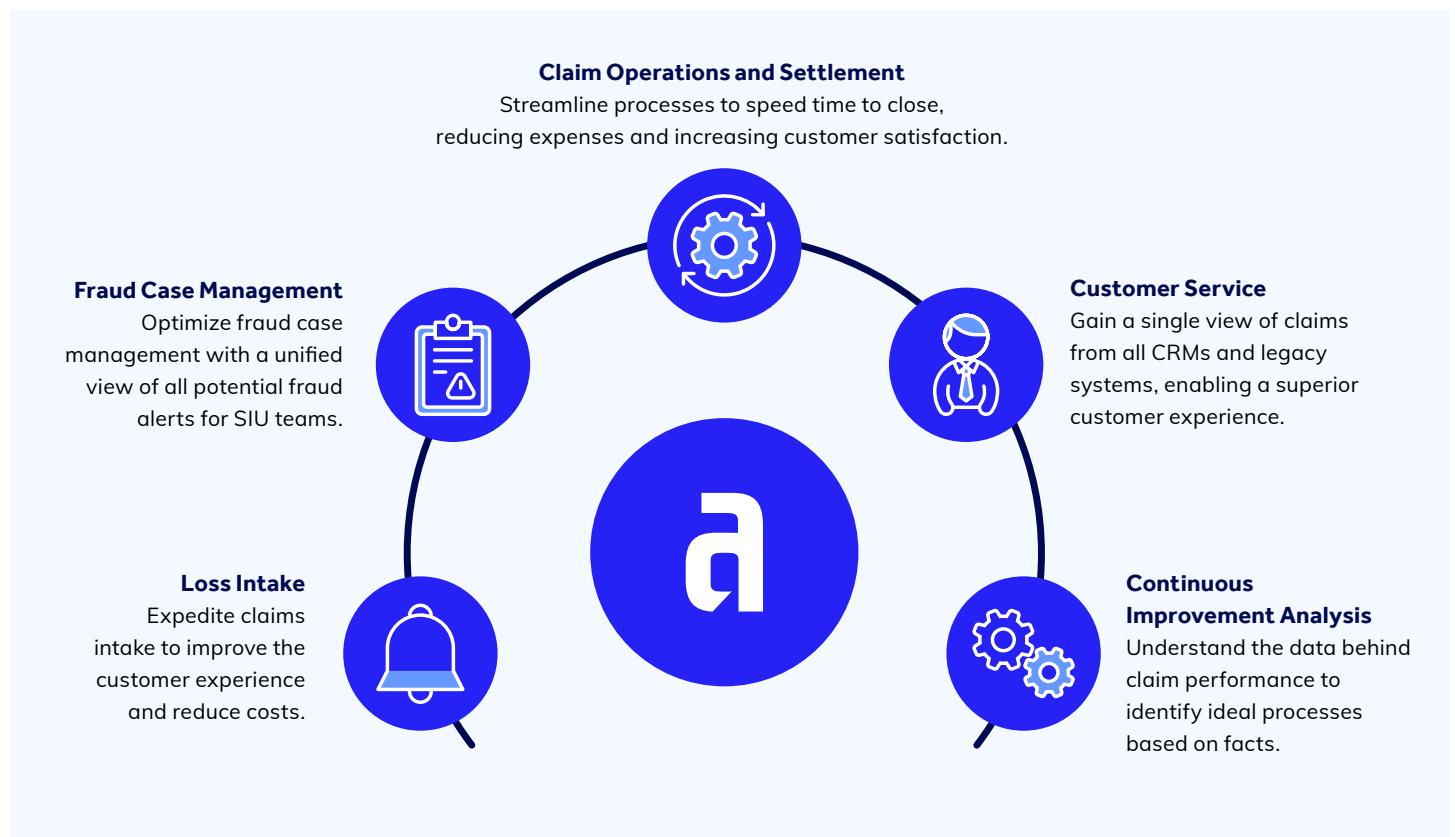 Claim Operations and Settlement
Streamline processes to speed time to close,
reducing expenses and increasing customer satisfaction.
Fraud Case Management
Optimize fraud case
management with a unified
view of all potential fraud
alerts for SIU teams.
Customer Service
Gain a single view of claims
from all CRMs and legacy
systems, enabling a superior
customer experience.
a
Loss Intake
Expedite claims
intake to improve the
customer experience
and reduce costs.
Continuous
Improvement Analysis
Understand the data behind
claim performance to
identify ideal processes
based on facts.